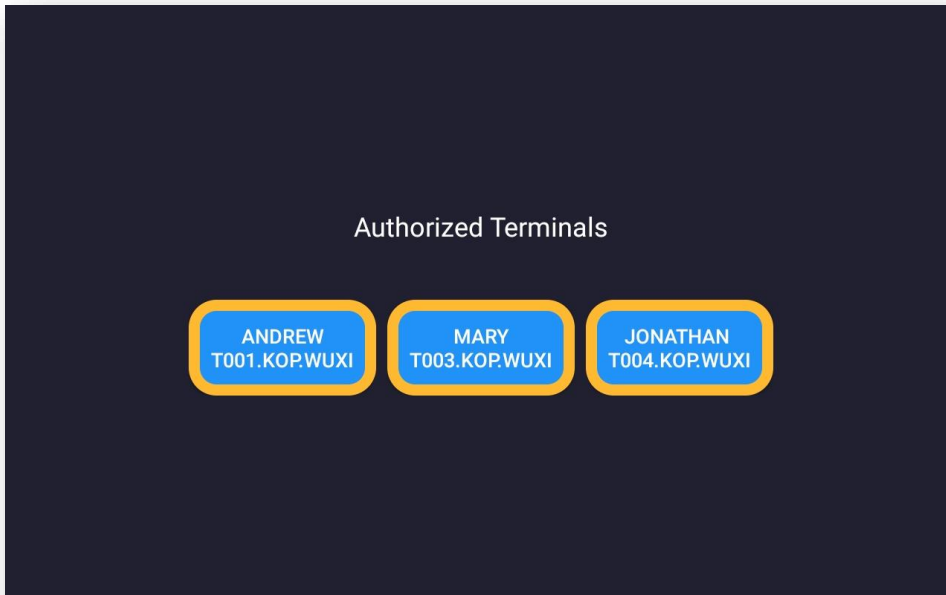 Authorized Terminals
ANDREW
T001.KOP.WUXI
MARY
T003.KOP.WUXI
JONATHAN
T004.KOP.WUXI